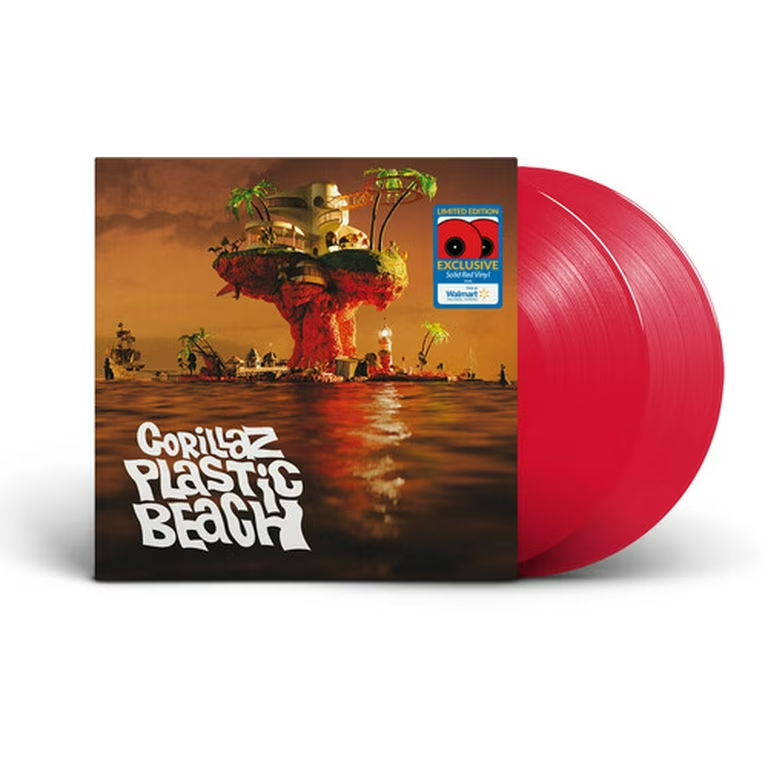 LIMITED EDITION
EXCLUSIVE
Solid Red Vinyl
Walmart
GORILLAZ
PLASTIC
BEACH